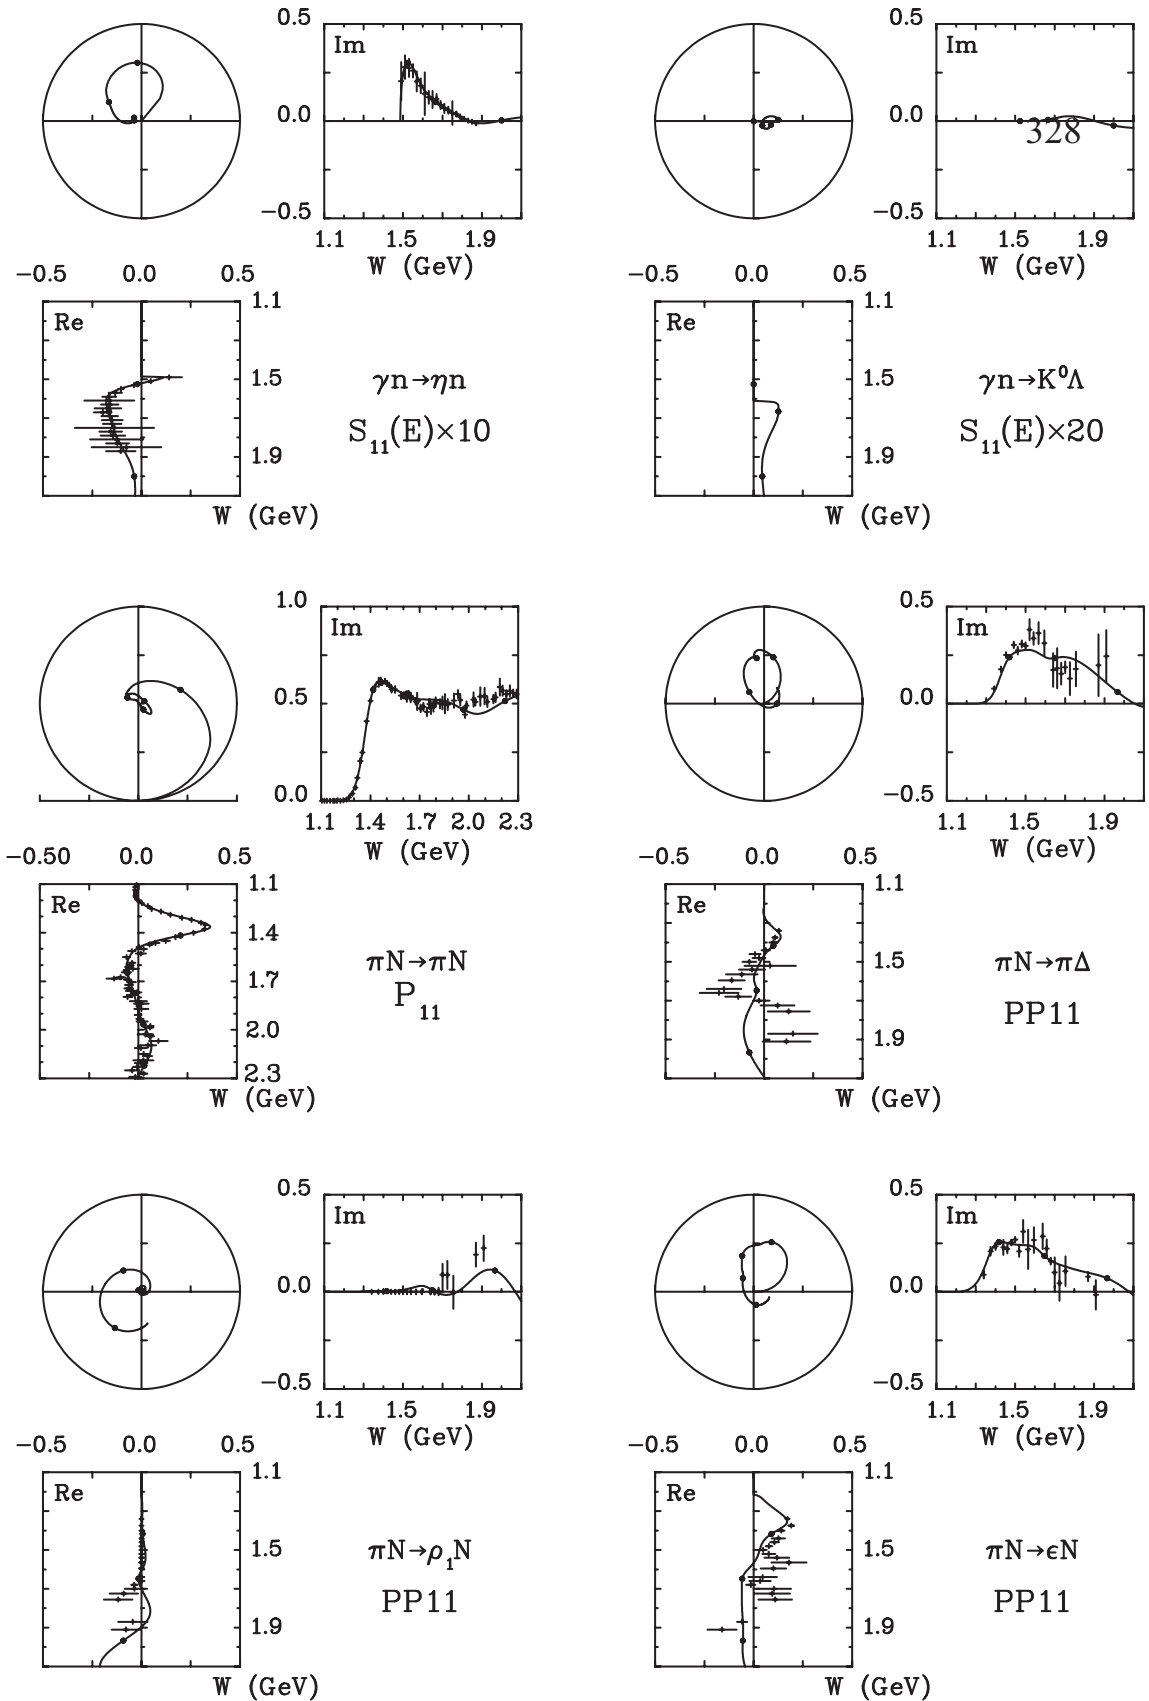 0.5
Im
0.0
−0.5
1.1 1.5 1.9
W (GeV)
−0.5 0.0 0.5
Re
1.1
1.5
1.9
W (GeV)
γn→ηn
S₁₁(E)×10
0.5
Im
0.0
328
−0.5
1.1 1.5 1.9
W (GeV)
−0.5 0.0 0.5
Re
1.1
1.5
1.9
W (GeV)
γn→K⁰Λ
S₁₁(E)×20
1.0
Im
0.5
0.0
1.1 1.4 1.7 2.0 2.3
W (GeV)
−0.50 0.0 0.5
Re
1.1
1.4
1.7
2.0
2.3
W (GeV)
πN→πN
P₁₁
0.5
Im
0.0
−0.5
1.1 1.5 1.9
W (GeV)
−0.5 0.0 0.5
Re
1.1
1.5
1.9
W (GeV)
πN→πΔ
PP11
0.5
Im
0.0
−0.5
1.1 1.5 1.9
W (GeV)
−0.5 0.0 0.5
Re
1.1
1.5
1.9
W (GeV)
πN→ρ₁N
PP11
0.5
Im
0.0
−0.5
1.1 1.5 1.9
W (GeV)
−0.5 0.0 0.5
Re
1.1
1.5
1.9
W (GeV)
πN→ϵN
PP11